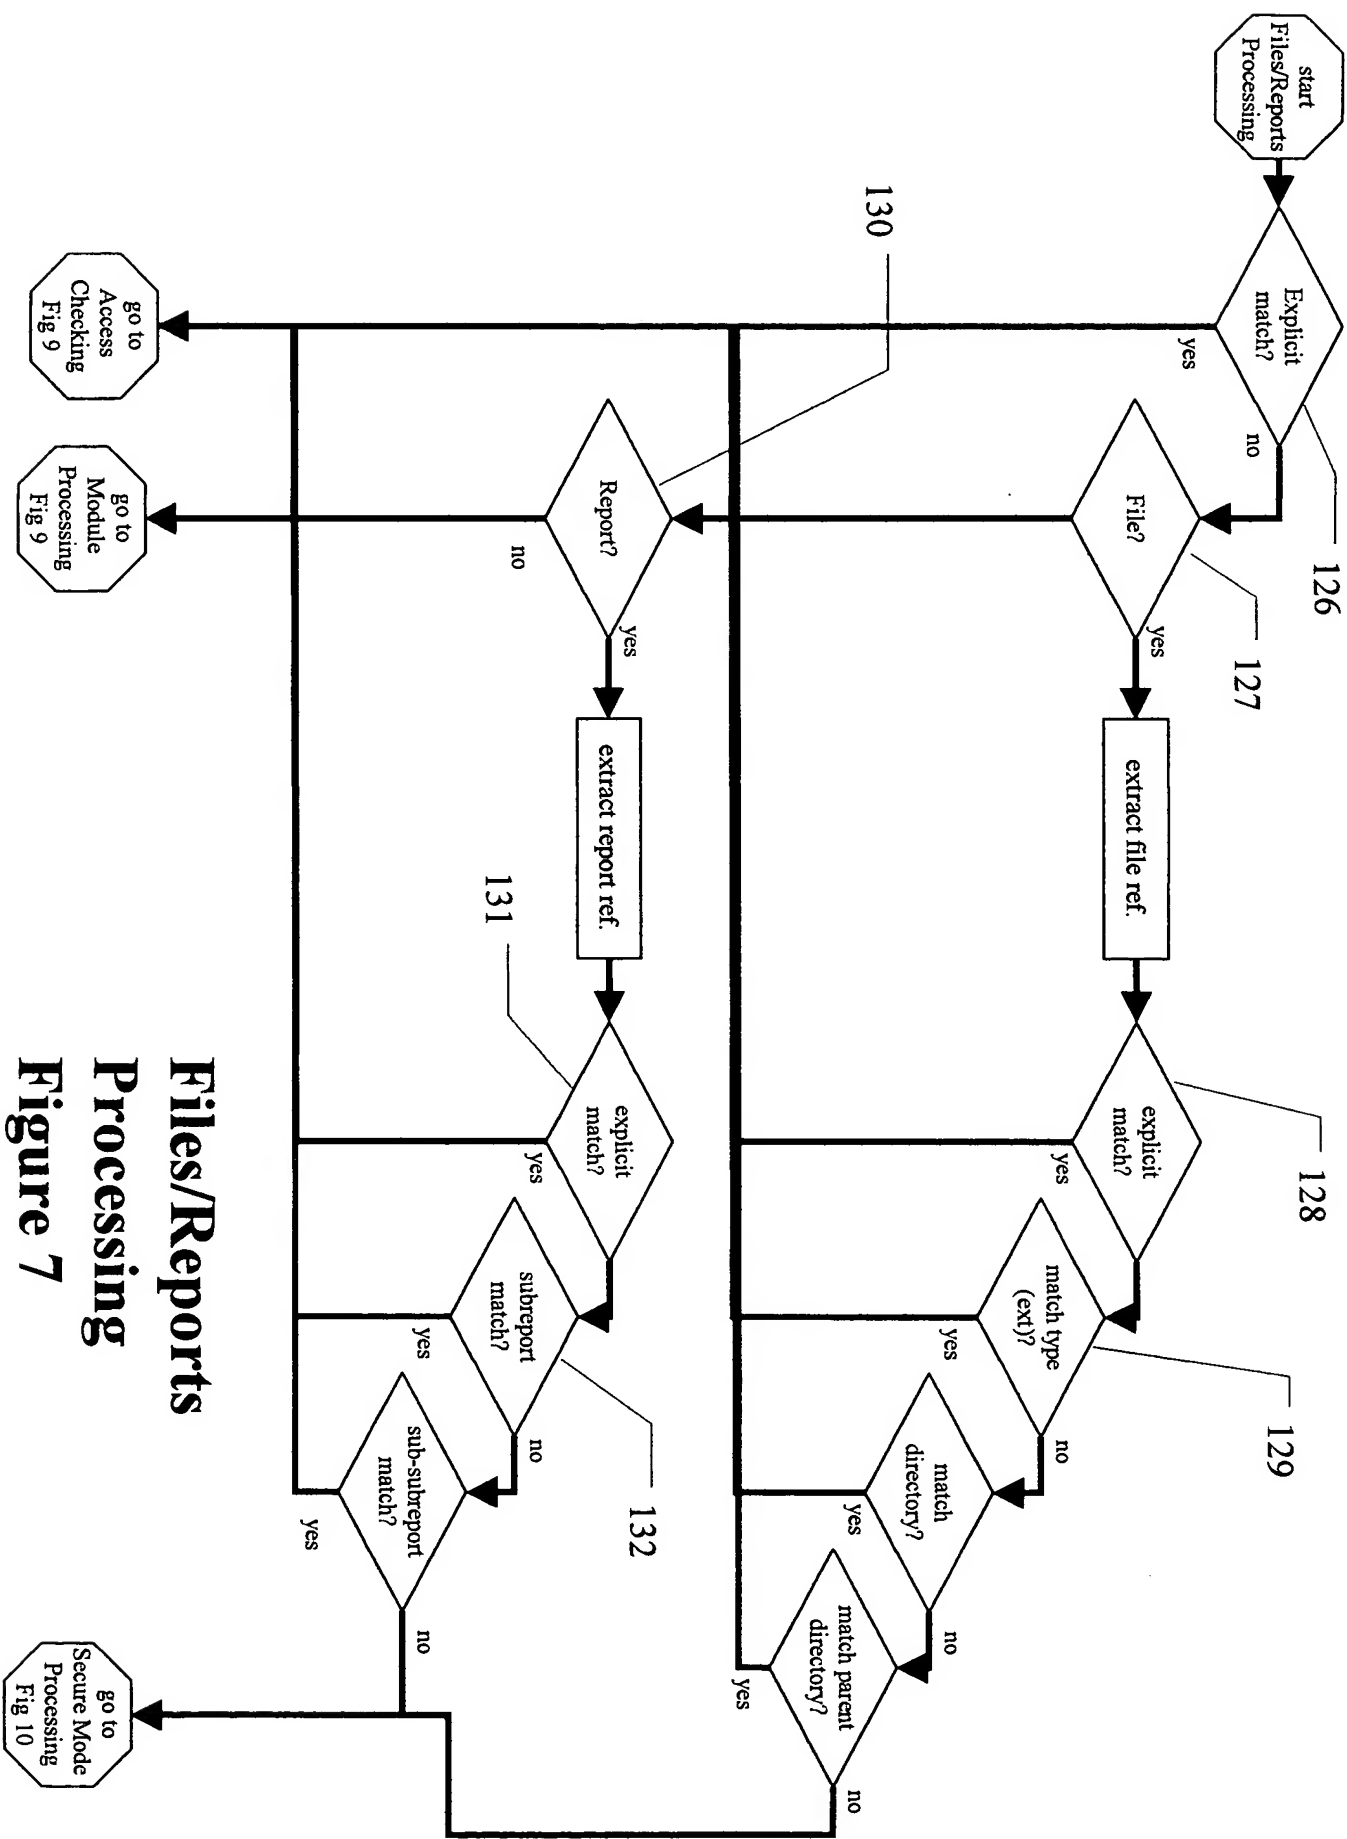 start
Files/Reports
Processing
Explicit
match?
yes
no
126
File?
yes
127
extract file ref.
explicit
match?
yes
128
match type
(ext)?
yes
no
129
match
directory?
yes
no
match parent
directory?
yes
no
130
Report?
no
yes
extract report ref.
131
explicit
match?
yes
subreport
match?
yes
no
132
sub-subreport
match?
yes
no
go to
Access
Checking
Fig 9
go to
Module
Processing
Fig 9
go to
Secure Mode
Processing
Fig 10
Files/Reports
Processing
Figure 7